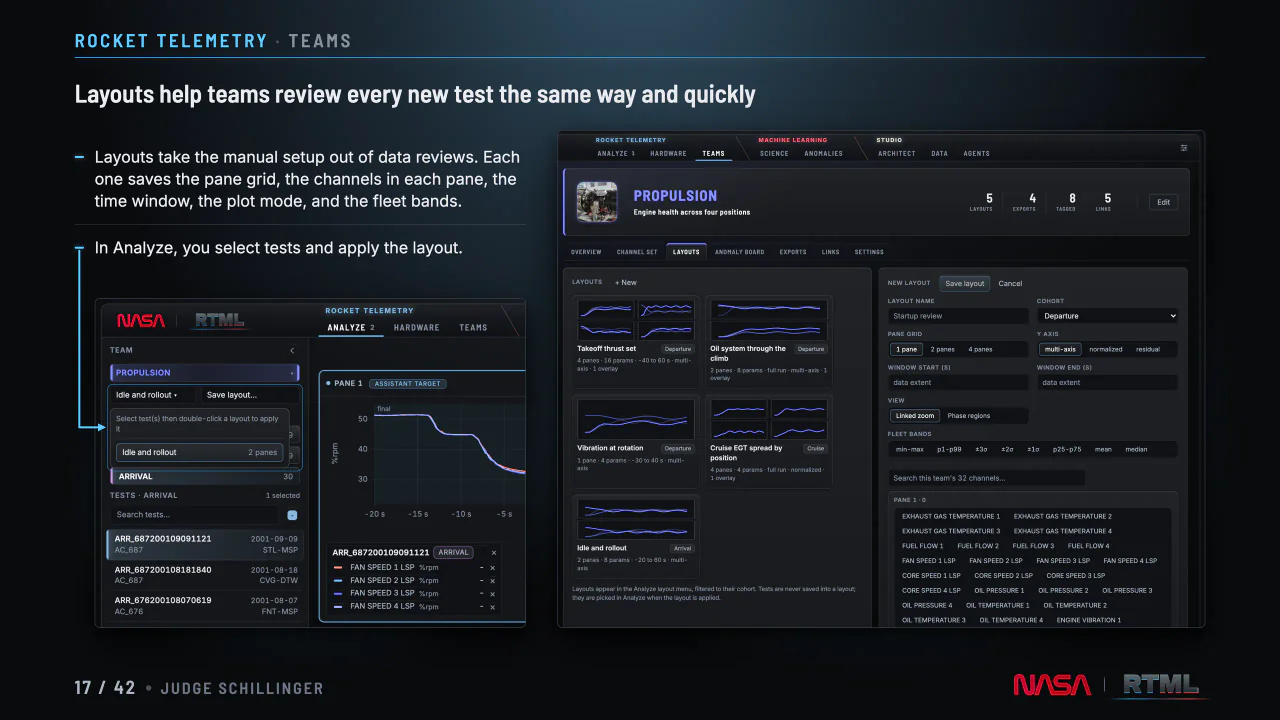 ROCKET TELEMETRY · TEAMS
Layouts help teams review every new test the same way and quickly
– Layouts take the manual setup out of data reviews. Each
one saves the pane grid, the channels in each pane, the
time window, the plot mode, and the fleet bands.
– In Analyze, you select tests and apply the layout.
NASA | RTML
ROCKET TELEMETRY
ANALYZE 2 HARDWARE TEAMS
TEAM
PROPULSION
Idle and rollout Save layout...
Select test(s) then double-click a layout to apply
it
9
Idle and rollout 2 panes
9
ARRIVAL 30
TESTS · ARRIVAL 1 selected
Search tests...
ARR_687200109091121 2001-09-09
AC_687 STL-MSP
ARR_687200108181840 2001-08-18
AC_687 CVG-DTW
ARR_676200108070619 2001-08-07
AC_676 FNT-MSP
PANE 1 ASSISTANT TARGET
final
50
40
30
%rpm
-20 s -15 s -10 s -5 s
ARR_687200109091121 ARRIVAL ×
FAN SPEED 1 LSP %rpm - ×
FAN SPEED 2 LSP %rpm - ×
FAN SPEED 3 LSP %rpm - ×
FAN SPEED 4 LSP %rpm - ×
ROCKET TELEMETRY MACHINE LEARNING STUDIO
ANALYZE 1 HARDWARE TEAMS SCIENCE ANOMALIES ARCHITECT DATA AGENTS
PROPULSION
Engine health across four positions
5 4 8 5
LAYOUTS EXPORTS TAGGED LINKS
Edit
OVERVIEW CHANNEL SET LAYOUTS ANOMALY BOARD EXPORTS LINKS SETTINGS
LAYOUTS + New
Takeoff thrust set Departure
4 panes · 16 params · -40 to 60 s · multi-
axis · 1 overlay
Oil system through the
climb Departure
2 panes · 8 params · full run · multi-axis · 1
overlay
Vibration at rotation Departure
1 pane · 4 params · -30 to 40 s · multi-
axis
Cruise EGT spread by
position Cruise
4 panes · 4 params · full run · normalized ·
1 overlay
Idle and rollout Arrival
2 panes · 8 params · -20 to 60 s · multi-
axis
Layouts appear in the Analyze layout menu, filtered to their cohort. Tests are never saved into a layout;
they are picked in Analyze when the layout is applied.
NEW LAYOUT Save layout Cancel
LAYOUT NAME COHORT
Startup review Departure
PANE GRID Y AXIS
1 pane 2 panes 4 panes multi-axis normalized residual
WINDOW START (S) WINDOW END (S)
data extent data extent
VIEW
Linked zoom Phase regions
FLEET BANDS
min-max p1-p99 ±3σ ±2σ ±1σ p25-p75 mean median
Search this team's 32 channels...
PANE 1 · 0
EXHAUST GAS TEMPERATURE 1 EXHAUST GAS TEMPERATURE 2
EXHAUST GAS TEMPERATURE 3 EXHAUST GAS TEMPERATURE 4
FUEL FLOW 1 FUEL FLOW 2 FUEL FLOW 3 FUEL FLOW 4
FAN SPEED 1 LSP FAN SPEED 2 LSP FAN SPEED 3 LSP FAN SPEED 4 LSP
CORE SPEED 1 LSP CORE SPEED 2 LSP CORE SPEED 3 LSP
CORE SPEED 4 LSP OIL PRESSURE 1 OIL PRESSURE 2 OIL PRESSURE 3
OIL PRESSURE 4 OIL TEMPERATURE 1 OIL TEMPERATURE 2
OIL TEMPERATURE 3 OIL TEMPERATURE 4 ENGINE VIBRATION 1
17 / 42 • JUDGE SCHILLINGER
NASA | RTML